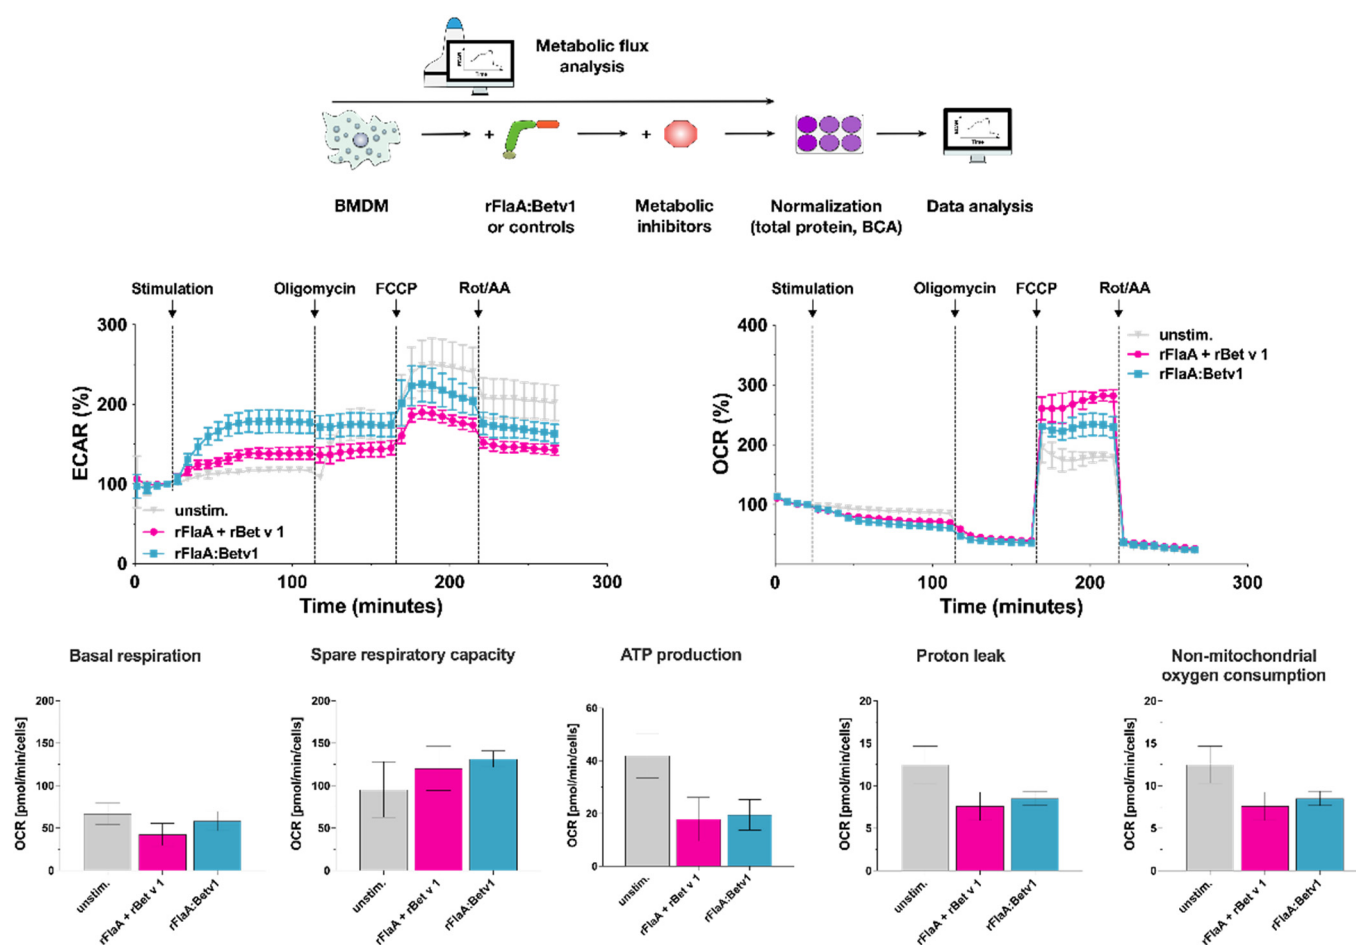 Metabolic flux
analysis
ECAR
Time
+
+
ECAR
Time
BMDM
rFlaA:Betv1
or controls
Metabolic
inhibitors
Normalization
(total protein, BCA)
Data analysis
Stimulation
Oligomycin
FCCP
Rot/AA
ECAR (%)
300
200
100
0
unstim.
rFlaA + rBet v 1
rFlaA:Betv1
0
100
200
300
Time (minutes)
Stimulation
Oligomycin
FCCP
Rot/AA
OCR (%)
400
300
200
100
unstim.
rFlaA + rBet v 1
rFlaA:Betv1
0
100
200
300
Time (minutes)
Basal respiration
OCR [pmol/min/cells]
200
150
100
50
0
unstim.
rFlaA + rBet v 1
rFlaA:Betv1
Spare respiratory capacity
OCR [pmol/min/cells]
200
150
100
50
0
unstim.
rFlaA + rBet v 1
rFlaA:Betv1
ATP production
OCR [pmol/min/cells]
60
40
20
0
unstim.
rFlaA + rBet v 1
rFlaA:Betv1
Proton leak
OCR [pmol/min/cells]
20
15
10
5
0
unstim.
rFlaA + rBet v 1
rFlaA:Betv1
Non-mitochondrial
oxygen consumption
OCR [pmol/min/cells]
20
15
10
5
0
unstim.
rFlaA + rBet v 1
rFlaA:Betv1